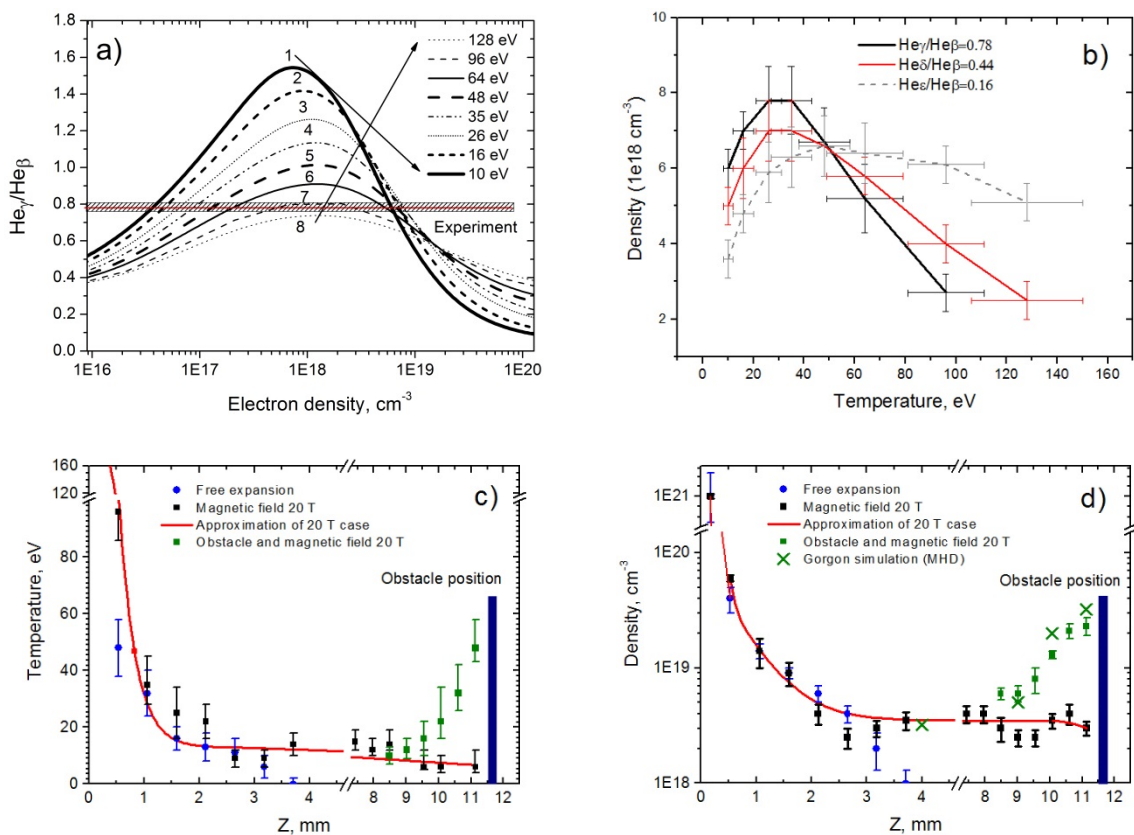 a)
128 eV
96 eV
64 eV
48 eV
35 eV
26 eV
16 eV
10 eV
1
2
3
4
5
6
7
8
Experiment
Heγ/Heβ
1.8
1.6
1.4
1.2
1.0
0.8
0.6
0.4
0.2
0.0
1E16 1E17 1E18 1E19 1E20
Electron density, cm⁻³
b)
Heγ/Heβ=0.78
Heδ/Heβ=0.44
Heε/Heβ=0.16
Density (1e18 cm⁻³)
10
8
6
4
2
0 20 40 60 80 100 120 140 160
Temperature, eV
c)
Free expansion
Magnetic field 20 T
Approximation of 20 T case
Obstacle and magnetic field 20 T
Obstacle position
Temperature, eV
160
120
80
60
40
20
0
0 1 2 3 4 8 9 10 11 12
Z, mm
d)
Free expansion
Magnetic field 20 T
Approximation of 20 T case
Obstacle and magnetic field 20 T
Gorgon simulation (MHD)
Obstacle position
Density, cm⁻³
1E21
1E20
1E19
1E18
0 1 2 3 4 8 9 10 11 12
Z, mm